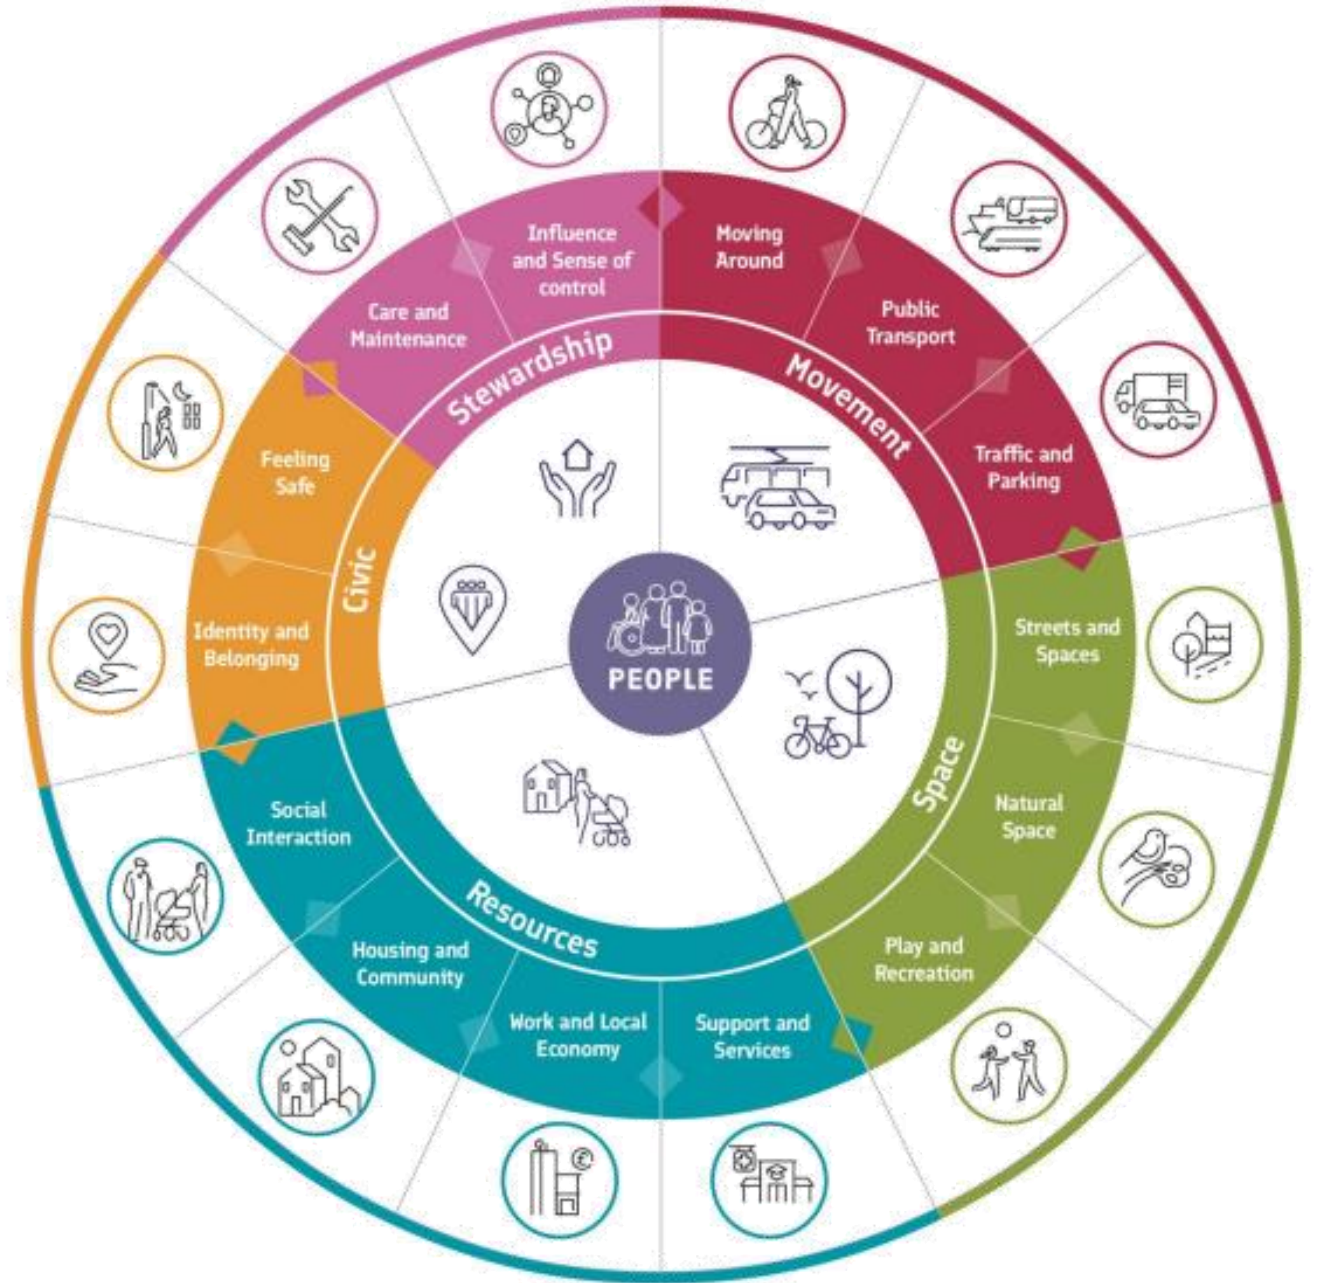 Influence
and Sense of
control
Moving
Around
Public
Transport
Traffic and
Parking
Streets and
Spaces
Natural
Space
Play and
Recreation
Support and
Services
Work and Local
Economy
Housing and
Community
Social
Interaction
Identity and
Belonging
Feeling
Safe
Care and
Maintenance
Stewardship
Movement
Space
Resources
Civic
PEOPLE
£